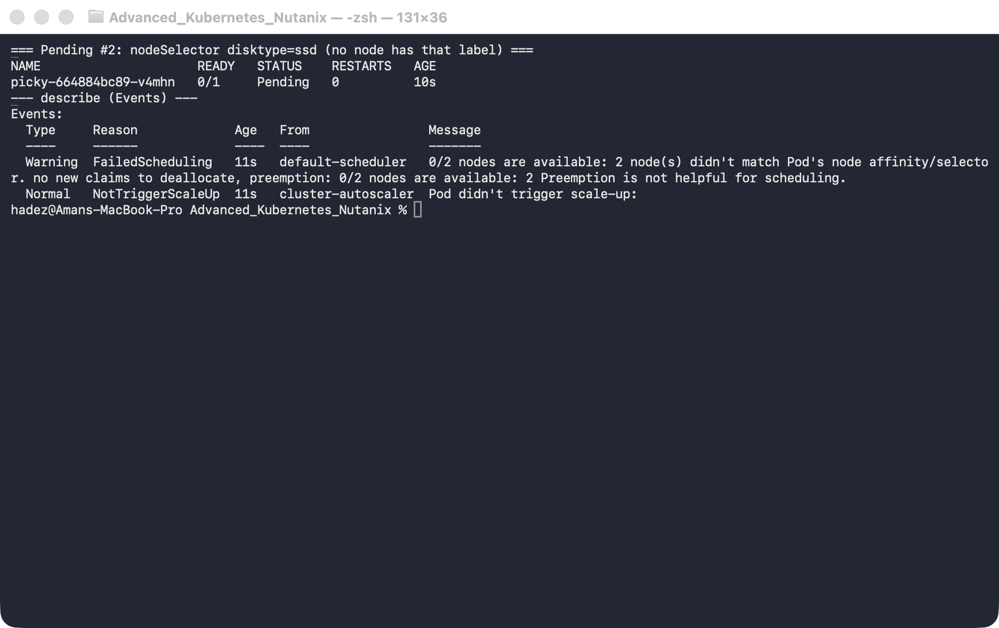 Advanced_Kubernetes_Nutanix — -zsh — 131×36
=== Pending #2: nodeSelector disktype=ssd (no node has that label) ===
NAME                     READY   STATUS    RESTARTS   AGE
picky-664884bc89-v4mhn   0/1     Pending   0          10s
--- describe (Events) ---
Events:
  Type     Reason             Age   From                Message
  ----     ------             ----  ----                -------
  Warning  FailedScheduling   11s   default-scheduler   0/2 nodes are available: 2 node(s) didn't match Pod's node affinity/selecto
r. no new claims to deallocate, preemption: 0/2 nodes are available: 2 Preemption is not helpful for scheduling.
  Normal   NotTriggerScaleUp  11s   cluster-autoscaler  Pod didn't trigger scale-up:
hadez@Amans-MacBook-Pro Advanced_Kubernetes_Nutanix %